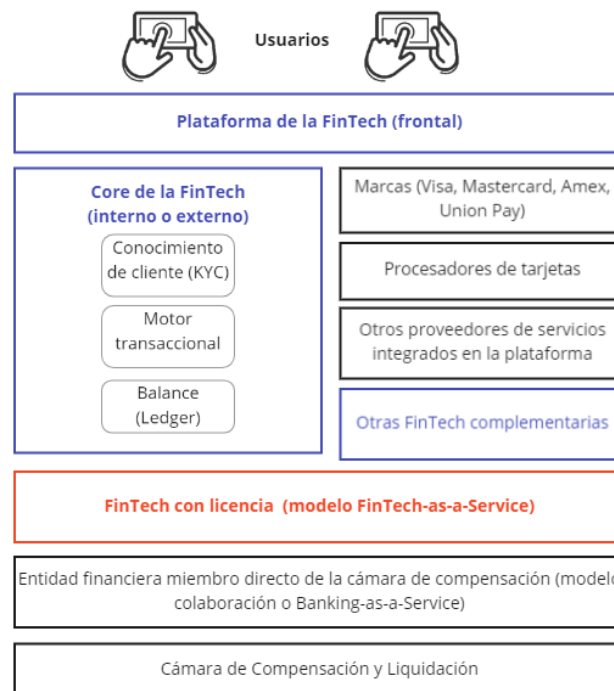 Usuarios
Plataforma de la FinTech (frontal)
Core de la FinTech
(interno o externo)
Conocimiento
de cliente (KYC)
Motor
transaccional
Balance
(Ledger)
Marcas (Visa, Mastercard, Amex,
Union Pay)
Procesadores de tarjetas
Otros proveedores de servicios
integrados en la plataforma
Otras FinTech complementarias
FinTech con licencia (modelo FinTech-as-a-Service)
Entidad financiera miembro directo de la cámara de compensación (modelo
colaboración o Banking-as-a-Service)
Cámara de Compensación y Liquidación